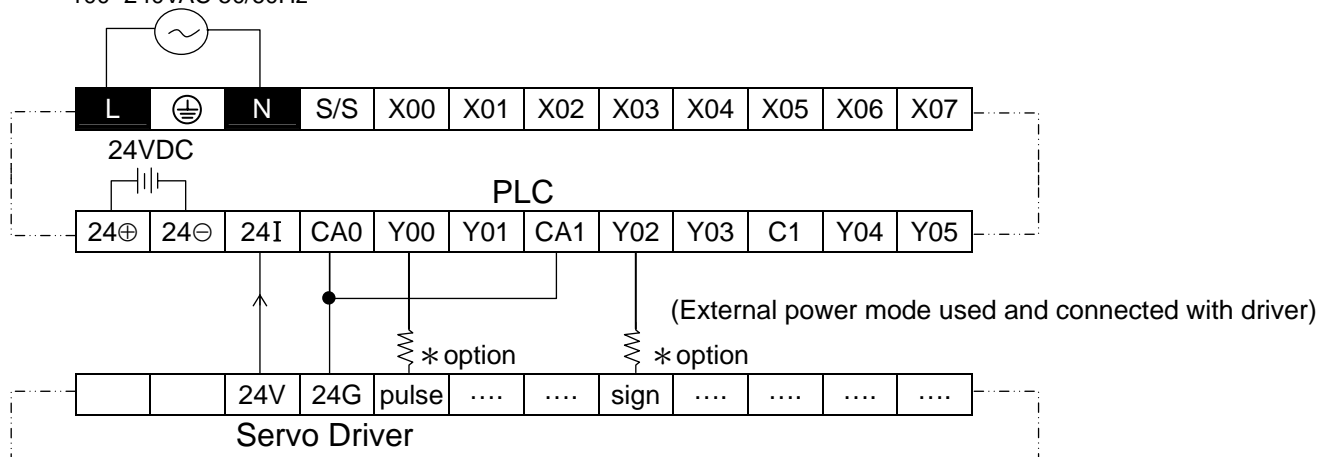 L N S/S X00 X01 X02 X03 X04 X05 X06 X07
24VDC
PLC
24⊕ 24⊖ 24I CA0 Y00 Y01 CA1 Y02 Y03 C1 Y04 Y05
(External power mode used and connected with driver)
*option *option
24V 24G pulse .... .... sign .... .... .... ....
Servo Driver